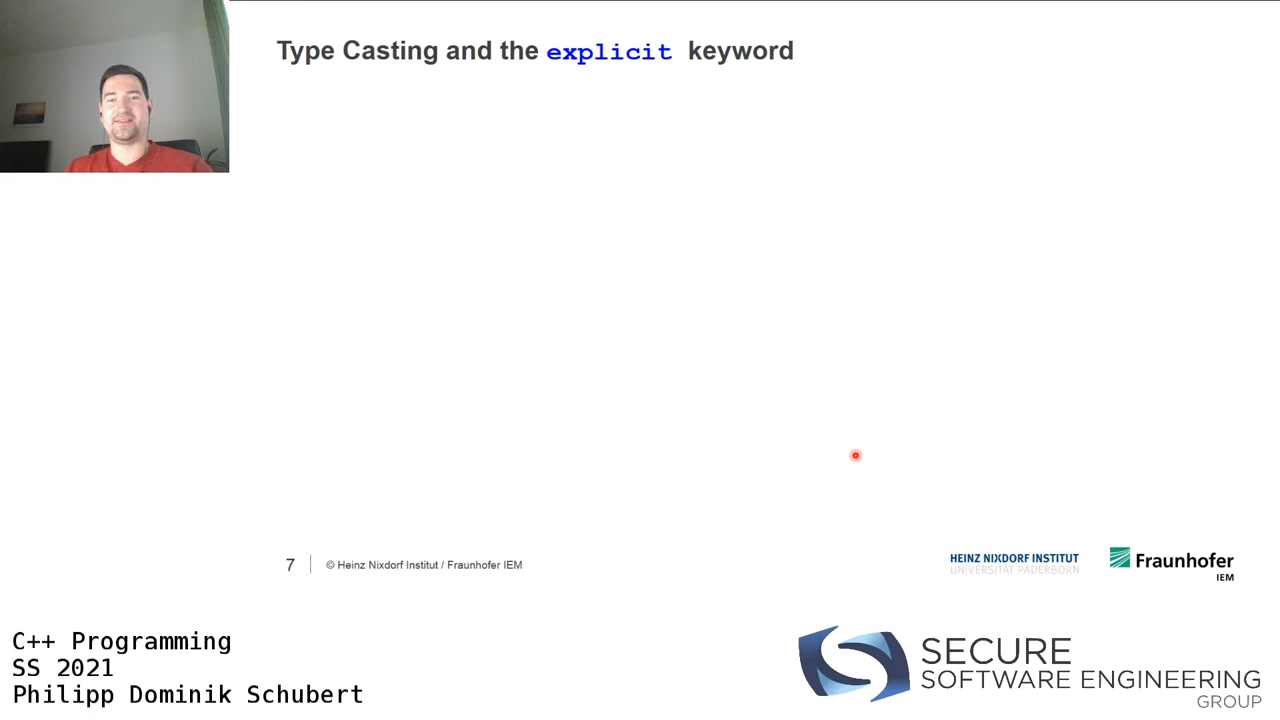 Type Casting and the explicit keyword
7
© Heinz Nixdorf Institut / Fraunhofer IEM
HEINZ NIXDORF INSTITUT
UNIVERSITÄT PADERBORN
Fraunhofer
IEM
C++ Programming
SS 2021
Philipp Dominik Schubert
SECURE
SOFTWARE ENGINEERING
GROUP